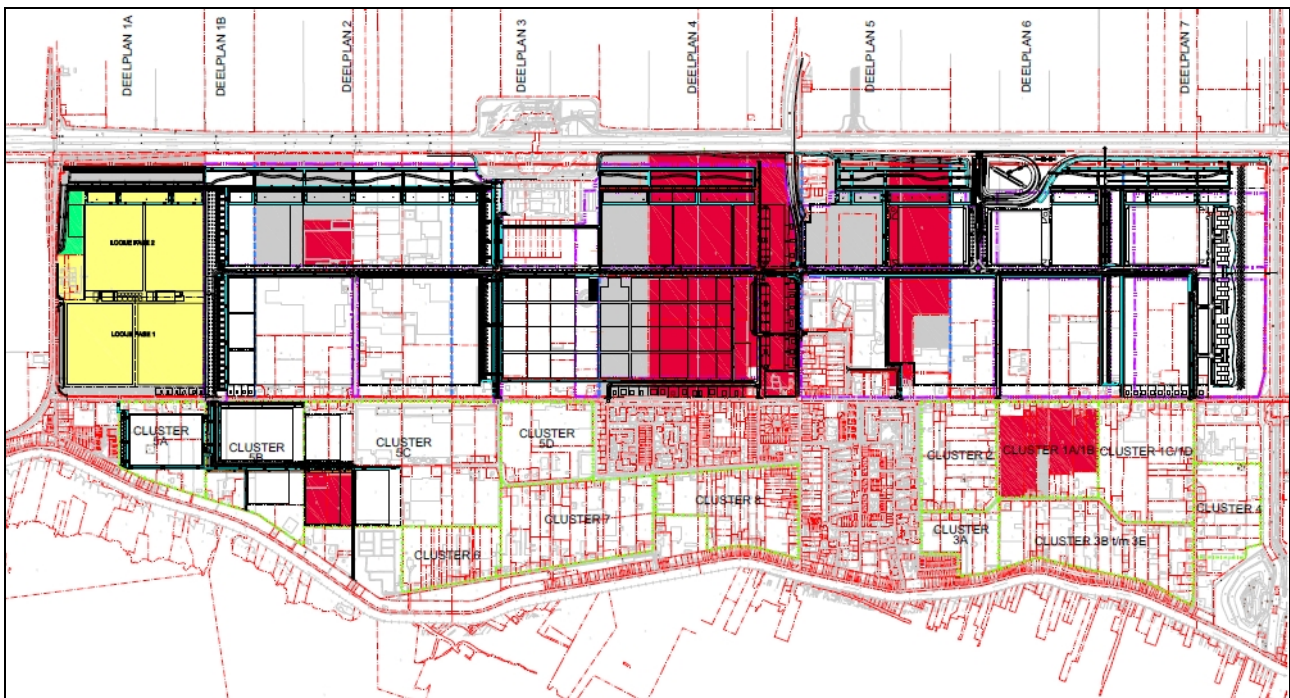 DEELPLAN 1A
DEELPLAN 1B
DEELPLAN 2
DEELPLAN 3
DEELPLAN 4
DEELPLAN 5
DEELPLAN 6
DEELPLAN 7
LOCUE FASE 2
LOCUE FASE 1
CLUSTER
5A
CLUSTER
5B
CLUSTER
5C
CLUSTER
5D
CLUSTER 2
CLUSTER 1A/1B
CLUSTER 1C/1D
CLUSTER 6
CLUSTER 7
CLUSTER 8
CLUSTER
3A
CLUSTER 3B t/m 3E
CLUSTER 4